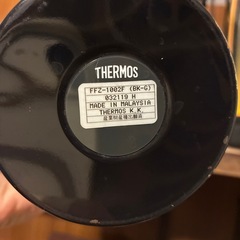 THERMOS
FFZ-1002F (BK-G)
032119 H
MADE IN MALAYSIA
THERMOS K.K.